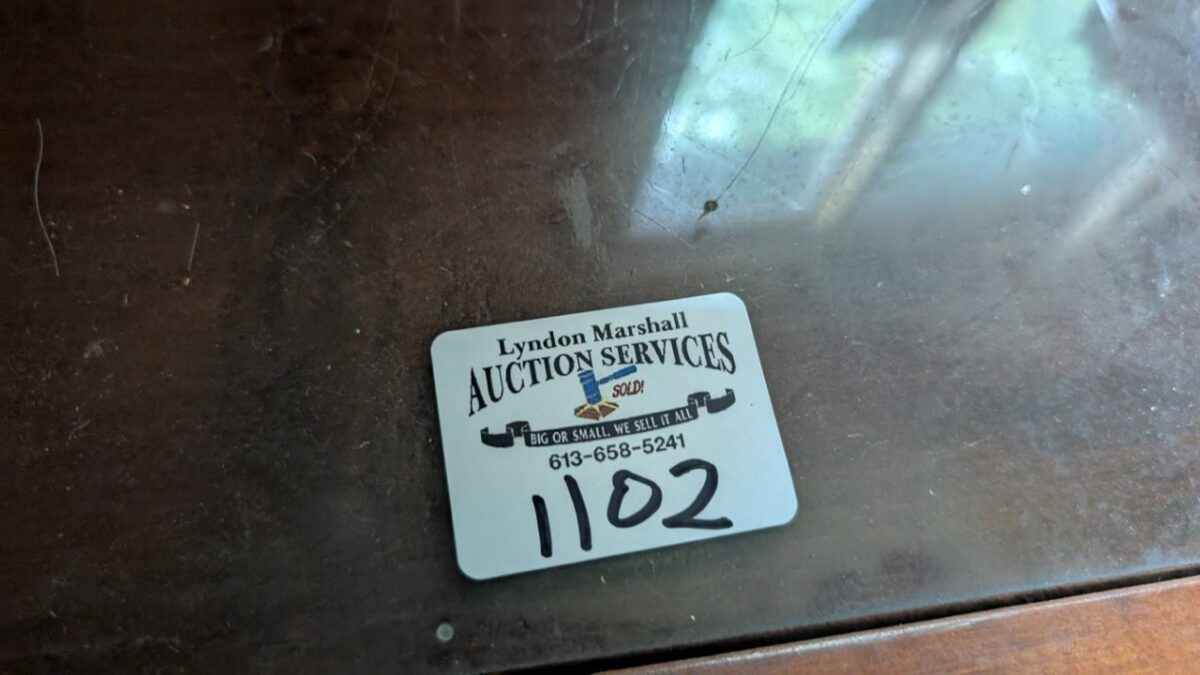 Lyndon Marshall
AUCTION SERVICES
SOLD!
BIG OR SMALL, WE SELL IT ALL
613-658-5241
1102